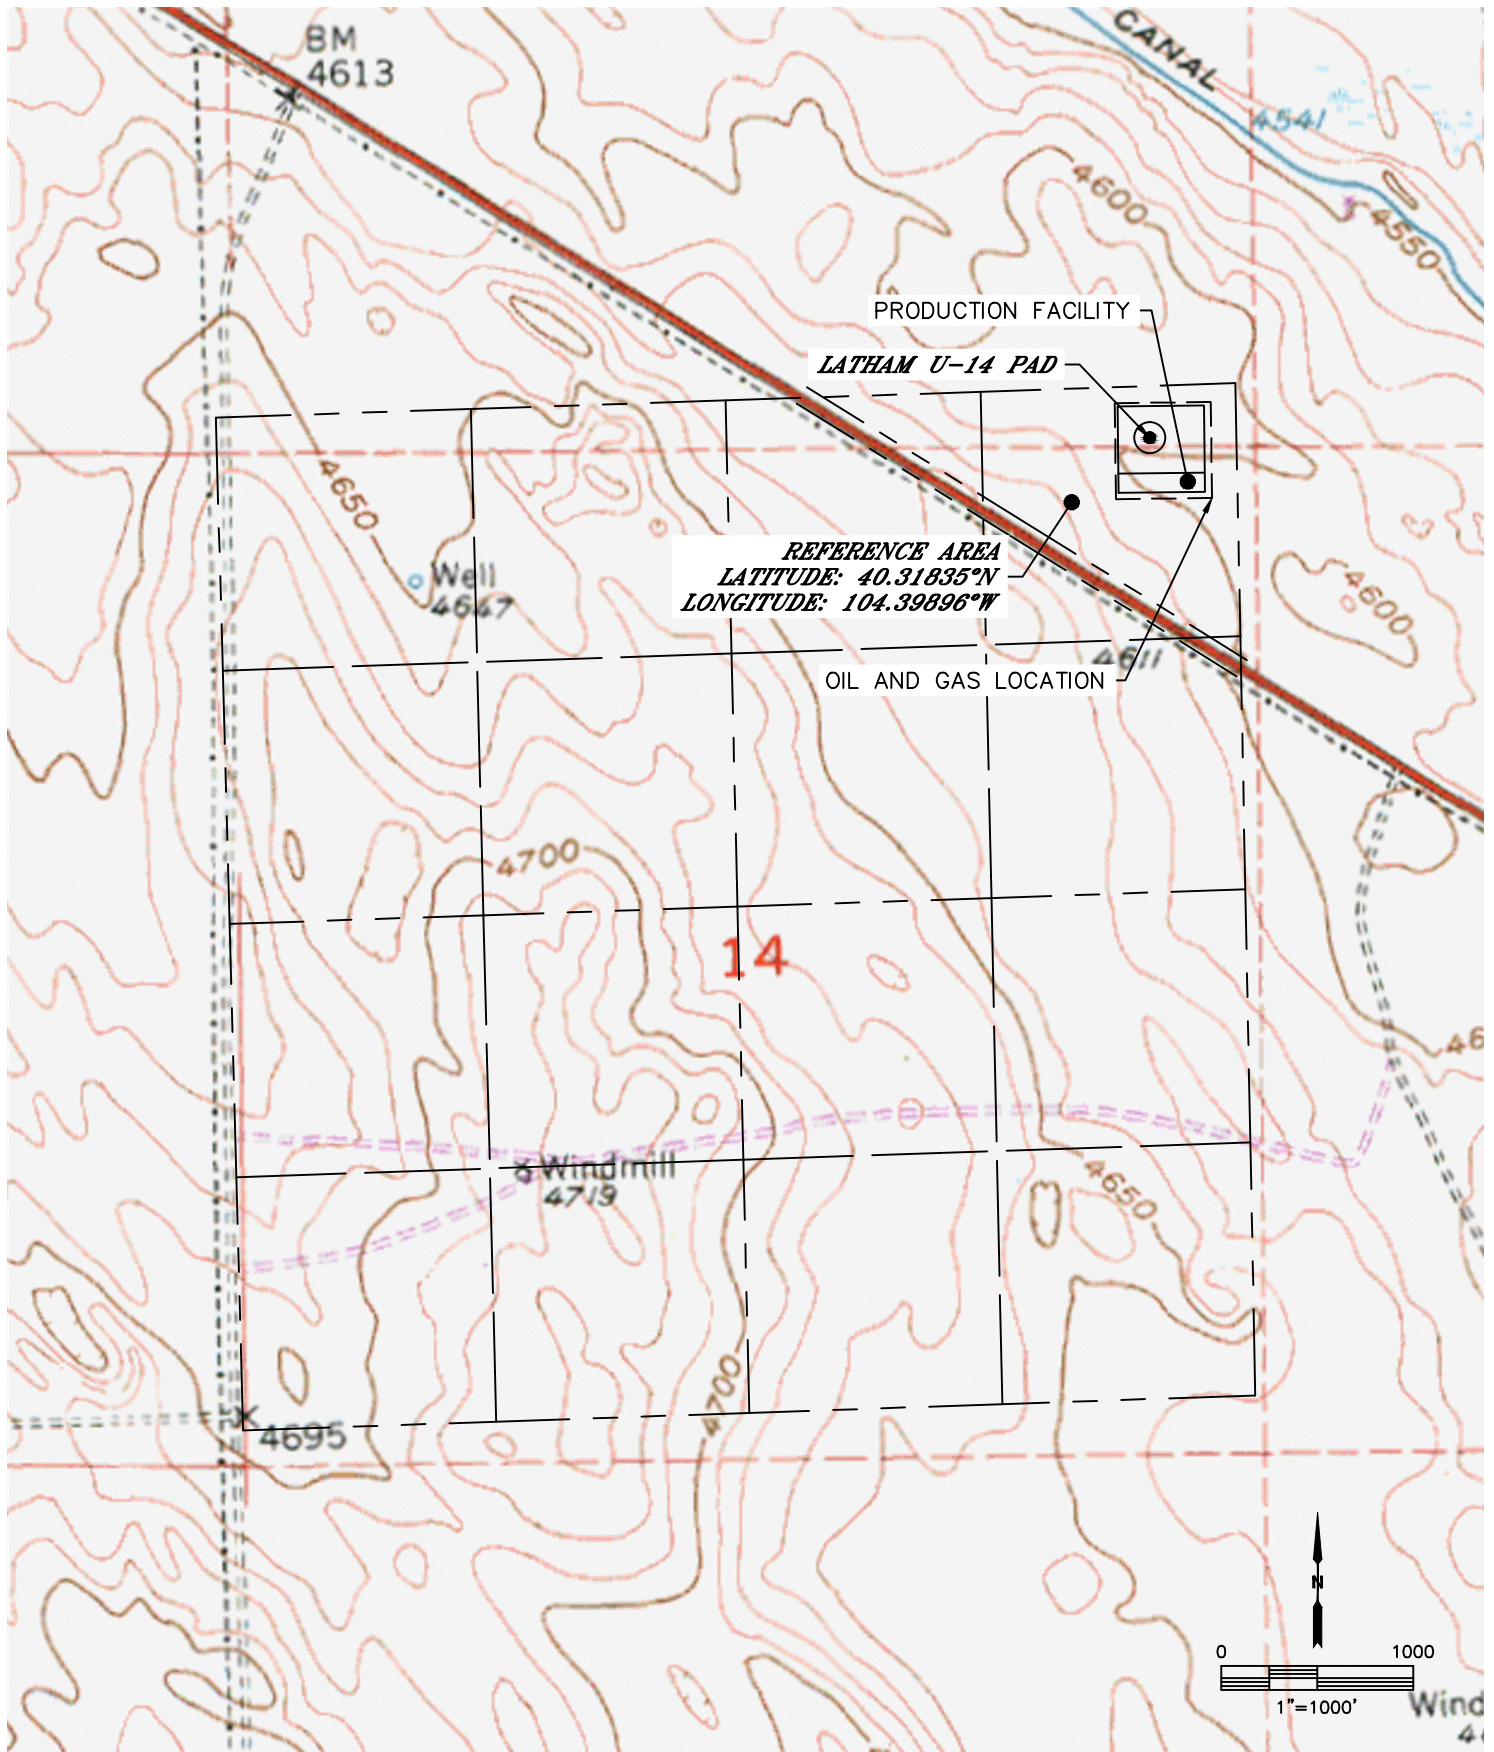 BM
4613
CANAL
4541
4600
4550
PRODUCTION FACILITY
LATHAM U-14 PAD
4650
Well
4647
REFERENCE AREA
LATITUDE: 40.31835°N
LONGITUDE: 104.39896°W
4600
4611
OIL AND GAS LOCATION
4700
14
46
Windmill
4719
4650
4700
4695
N
0 1000
1"=1000'
Wind